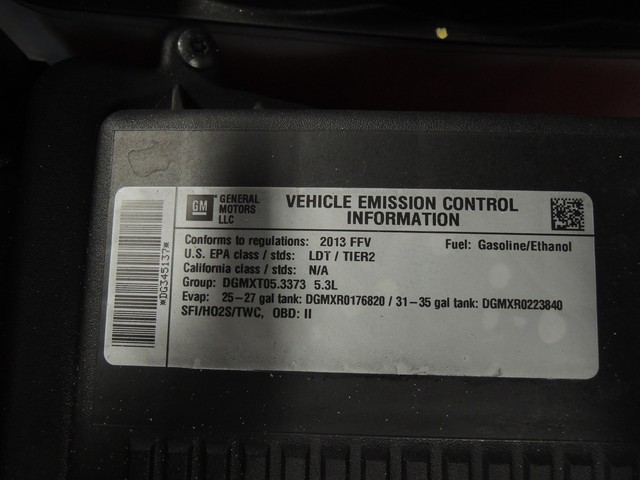 GM GENERAL MOTORS LLC
VEHICLE EMISSION CONTROL
INFORMATION
Conforms to regulations: 2013 FFV Fuel: Gasoline/Ethanol
U.S. EPA class / stds: LDT / TIER2
California class / stds: N/A
Group: DGMXT05.3373 5.3L
Evap: 25-27 gal tank: DGMXR0176820 / 31-35 gal tank: DGMXR0223840
SFI/HO2S/TWC, OBD: II
*DG345137*